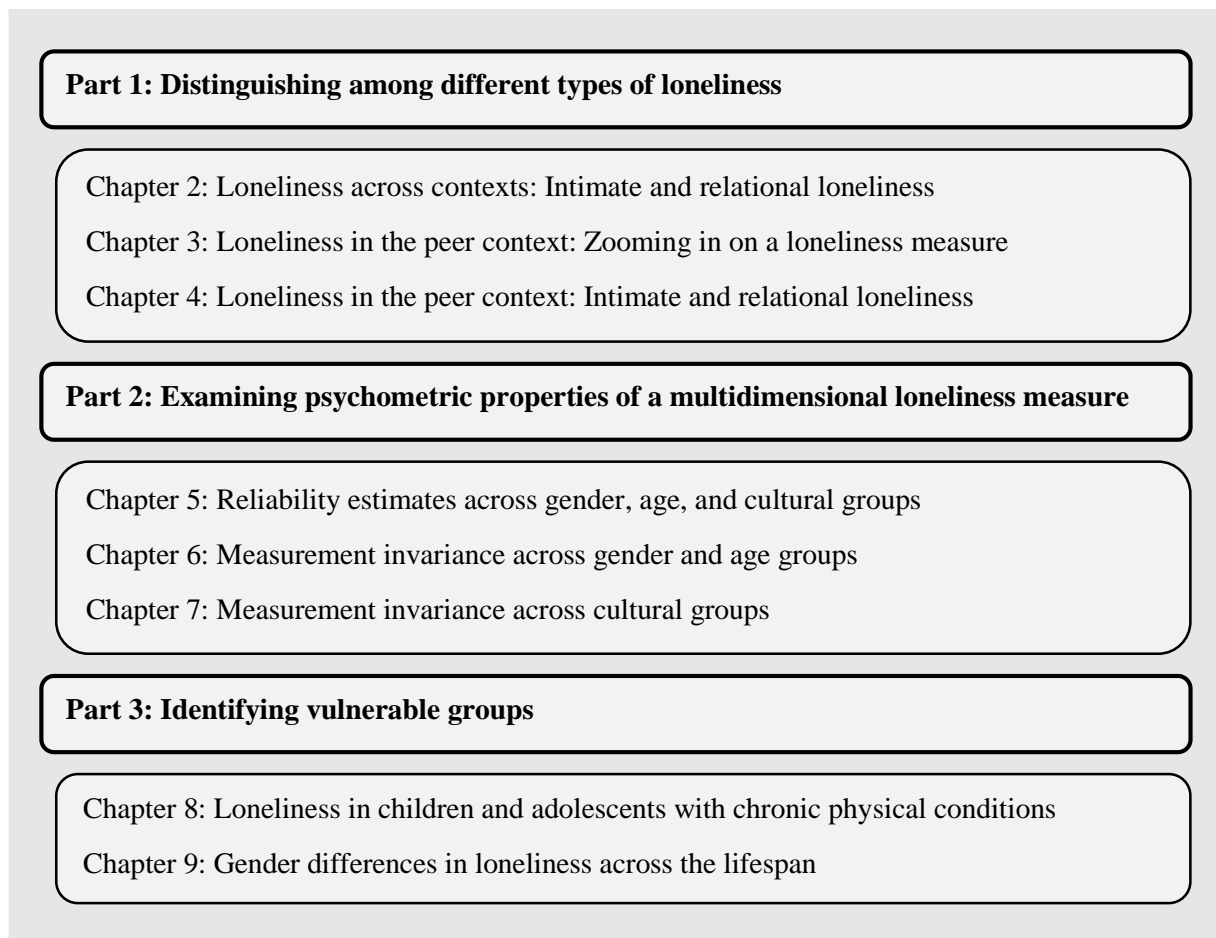 Part 1: Distinguishing among different types of loneliness
Chapter 2: Loneliness across contexts: Intimate and relational loneliness
Chapter 3: Loneliness in the peer context: Zooming in on a loneliness measure
Chapter 4: Loneliness in the peer context: Intimate and relational loneliness
Part 2: Examining psychometric properties of a multidimensional loneliness measure
Chapter 5: Reliability estimates across gender, age, and cultural groups
Chapter 6: Measurement invariance across gender and age groups
Chapter 7: Measurement invariance across cultural groups
Part 3: Identifying vulnerable groups
Chapter 8: Loneliness in children and adolescents with chronic physical conditions
Chapter 9: Gender differences in loneliness across the lifespan